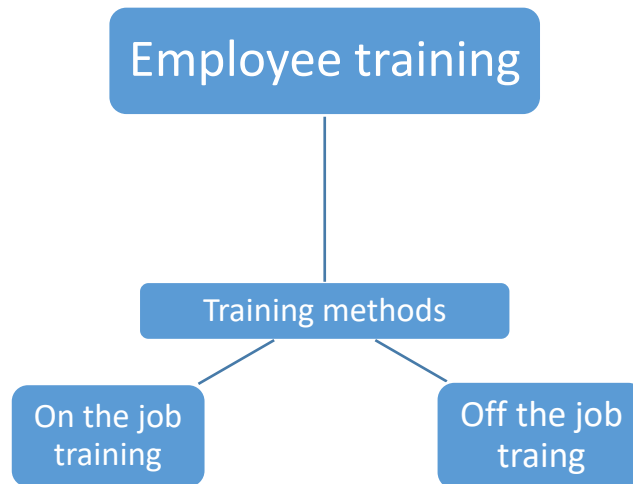 Employee training
Training methods
On the job
training
Off the job
traing